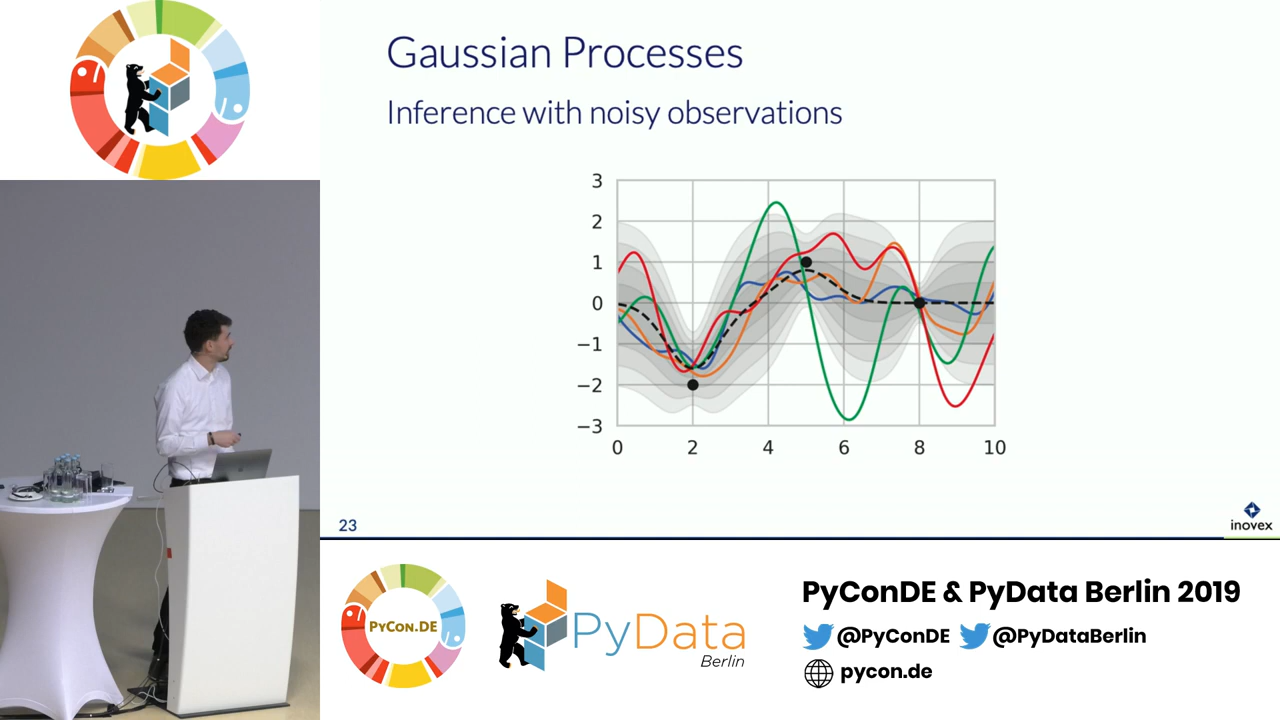 Gaussian Processes
Inference with noisy observations
3
2
1
0
−1
−2
−3
0 2 4 6 8 10
23
inovex
PyCon.DE
PyData
Berlin
PyConDE & PyData Berlin 2019
@PyConDE @PyDataBerlin
pycon.de